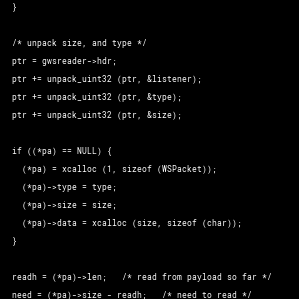 }
/* unpack size, and type */
ptr = gwsreader->hdr;
ptr += unpack_uint32 (ptr, &listener);
ptr += unpack_uint32 (ptr, &type);
ptr += unpack_uint32 (ptr, &size);
if ((*pa) == NULL) {
(*pa) = xcalloc (1, sizeof (WSPacket));
(*pa)->type = type;
(*pa)->size = size;
(*pa)->data = xcalloc (size, sizeof (char));
}
readh = (*pa)->len; /* read from payload so far */
need = (*pa)->size - readh; /* need to read */